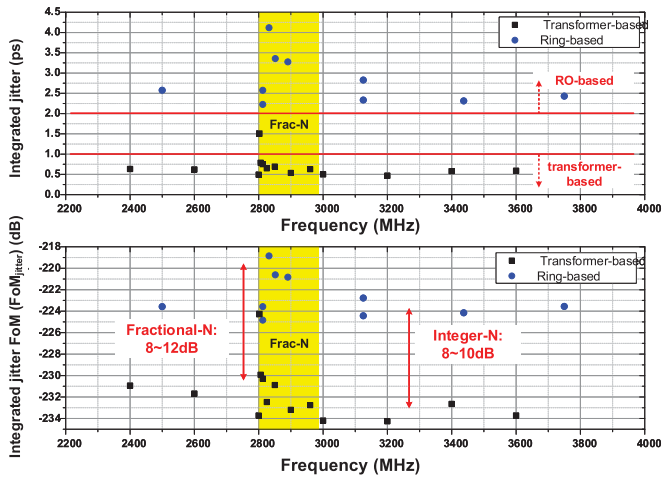 Integrated jitter (ps)
4.5
4.0
3.5
3.0
2.5
2.0
1.5
1.0
0.5
0.0
Transformer-based
Ring-based
RO-based
Frac-N
transformer-
based
2200 2400 2600 2800 3000 3200 3400 3600 3800 4000
Frequency (MHz)
Integrated jitter FoM (FoMjitter) (dB)
-218
-220
-222
-224
-226
-228
-230
-232
-234
Transformer-based
Ring-based
Fractional-N:
8~12dB
Frac-N
Integer-N:
8~10dB
2200 2400 2600 2800 3000 3200 3400 3600 3800 4000
Frequency (MHz)